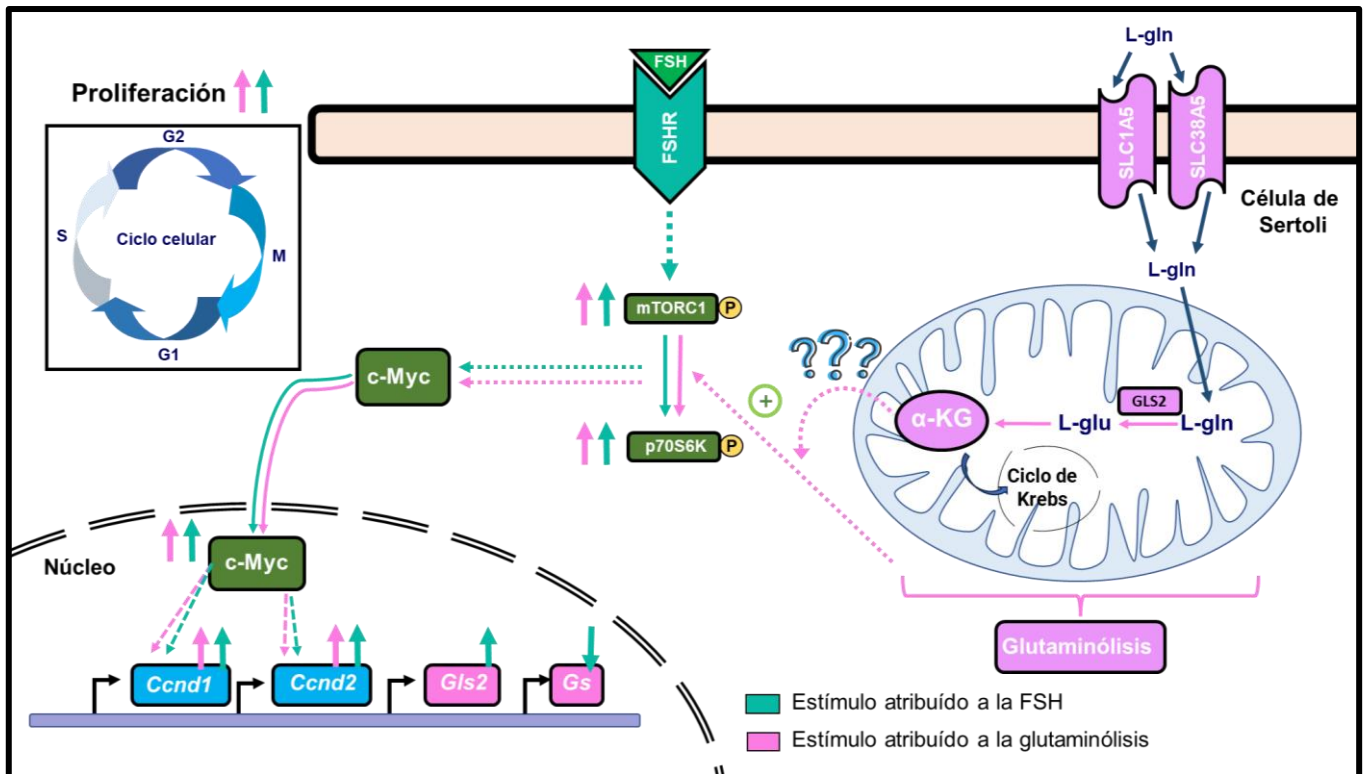 L-gln
FSH
Proliferación
FSHR
SLC1A5
SLC38A5
G2
S
Ciclo celular
M
G1
Célula de
Sertoli
L-gln
mTORC1
P
???
c-Myc
+
GLS2
α-KG
L-glu
L-gln
p70S6K
P
Ciclo de
Krebs
Núcleo
c-Myc
Glutaminólisis
Ccnd1
Ccnd2
Gls2
Gs
Estímulo atribuído a la FSH
Estímulo atribuído a la glutaminólisis